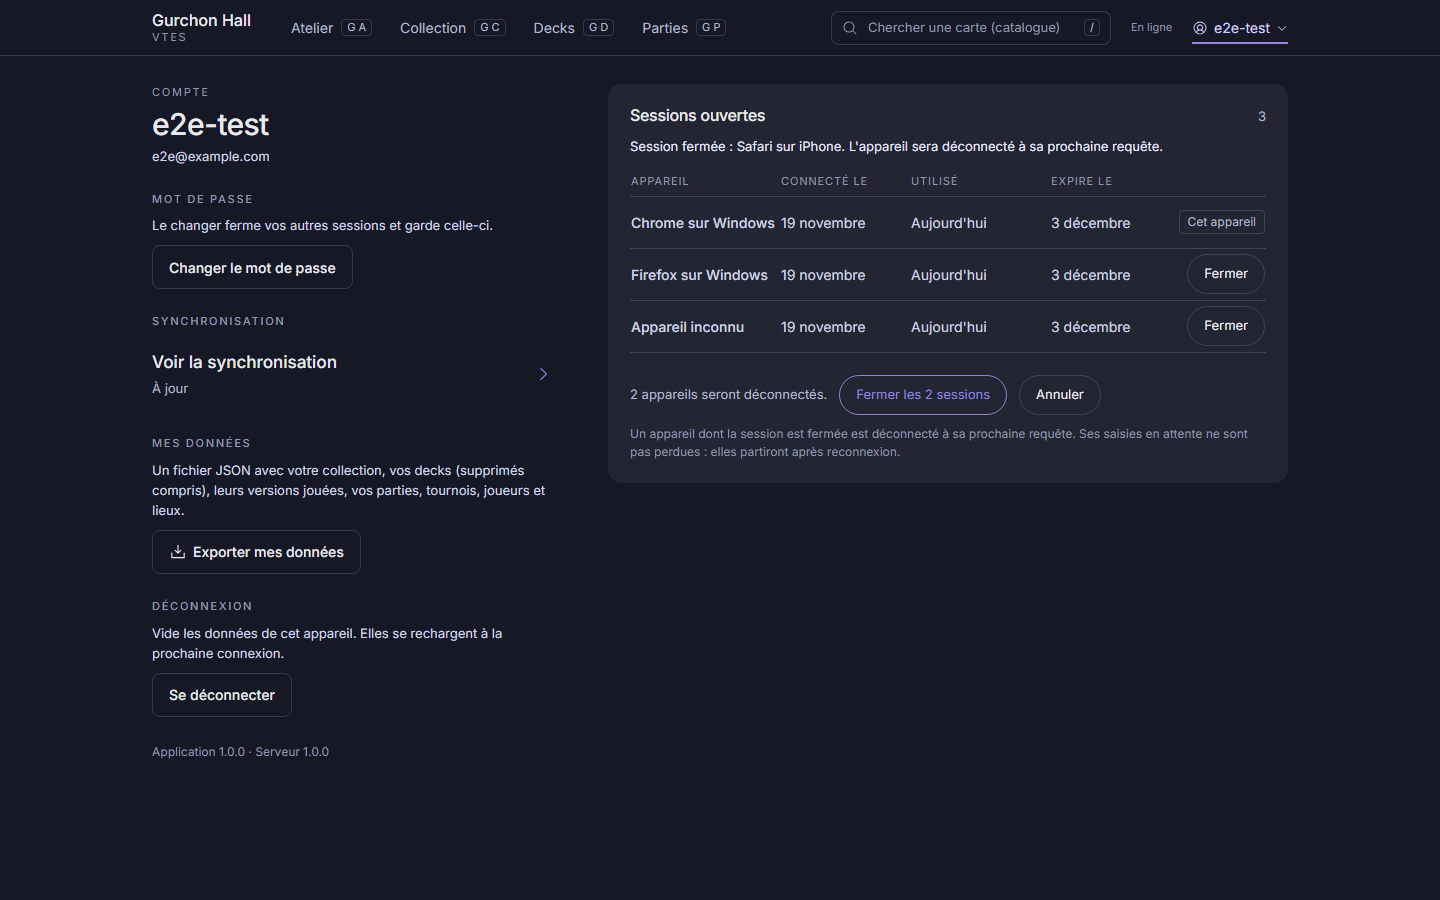 Gurchon Hall
VTES
Atelier G A Collection G C Decks G D Parties G P
Chercher une carte (catalogue) /
En ligne
e2e-test
COMPTE
e2e-test
e2e@example.com
MOT DE PASSE
Le changer ferme vos autres sessions et garde celle-ci.
Changer le mot de passe
SYNCHRONISATION
Voir la synchronisation
À jour
MES DONNÉES
Un fichier JSON avec votre collection, vos decks (supprimés
compris), leurs versions jouées, vos parties, tournois, joueurs et
lieux.
Exporter mes données
DÉCONNEXION
Vide les données de cet appareil. Elles se rechargent à la
prochaine connexion.
Se déconnecter
Application 1.0.0 · Serveur 1.0.0
Sessions ouvertes 3
Session fermée : Safari sur iPhone. L'appareil sera déconnecté à sa prochaine requête.
APPAREIL CONNECTÉ LE UTILISÉ EXPIRE LE
Chrome sur Windows 19 novembre Aujourd'hui 3 décembre Cet appareil
Firefox sur Windows 19 novembre Aujourd'hui 3 décembre Fermer
Appareil inconnu 19 novembre Aujourd'hui 3 décembre Fermer
2 appareils seront déconnectés. Fermer les 2 sessions Annuler
Un appareil dont la session est fermée est déconnecté à sa prochaine requête. Ses saisies en attente ne sont
pas perdues : elles partiront après reconnexion.